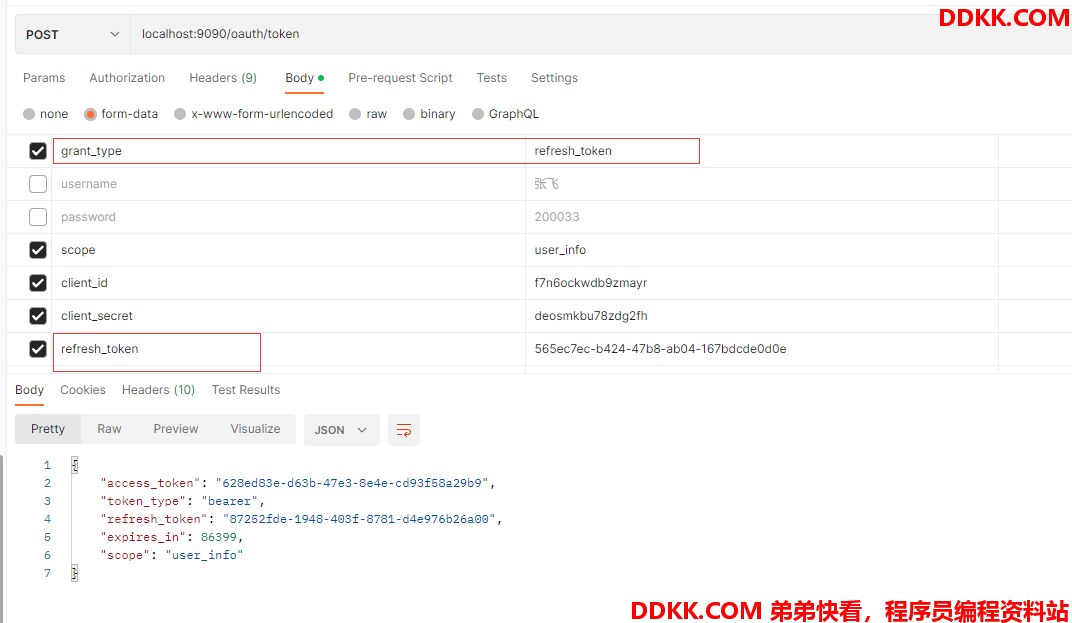 DDKK.COM
POST localhost:9090/oauth/token
Params Authorization Headers (9) Body Pre-request Script Tests Settings
none form-data x-www-form-urlencoded raw binary GraphQL
grant_type refresh_token
username 张飞
password 200033
scope user_info
client_id f7n6ockwdb9zmayr
client_secret deosmkbu78zdg2fh
refresh_token 565ec7ec-b424-47b8-ab04-167bdcde0d0e
Body Cookies Headers (10) Test Results
Pretty Raw Preview Visualize JSON
1 {
2 "access_token": "628ed83e-d63b-47e3-8e4e-cd93f58a29b9",
3 "token_type": "bearer",
4 "refresh_token": "87252fde-1948-403f-8781-d4e976b26a00",
5 "expires_in": 86399,
6 "scope": "user_info"
7 }
DDKK.COM 弟弟快看，程序员编程资料站